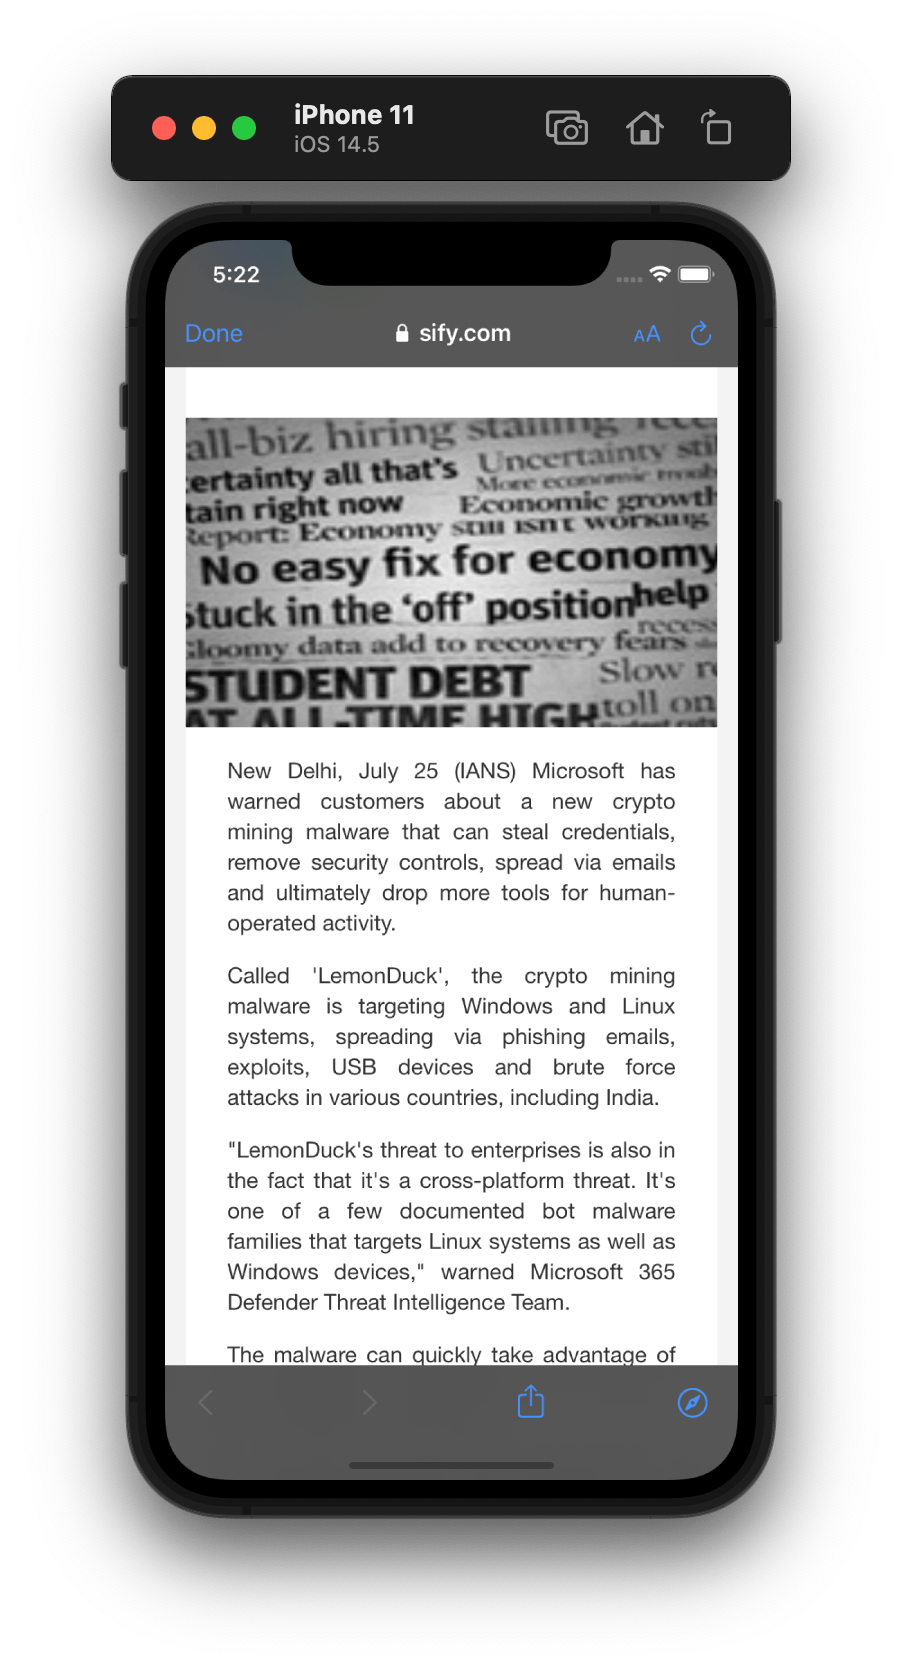 iPhone 11
iOS 14.5
5:22
Done
sify.com
AA
all-biz hiring stalling
certainty all that's
Uncertainty still
More economic
tain right now
Economic growth
Report: Economy still isn't working
No easy fix for economy
Stuck in the 'off' position
help
recess
Gloomy data add to recovery fears
STUDENT DEBT
Slow re
AT ALL-TIME HIGH
toll on
New Delhi, July 25 (IANS) Microsoft has
warned customers about a new crypto
mining malware that can steal credentials,
remove security controls, spread via emails
and ultimately drop more tools for human-
operated activity.
Called 'LemonDuck', the crypto mining
malware is targeting Windows and Linux
systems, spreading via phishing emails,
exploits, USB devices and brute force
attacks in various countries, including India.
"LemonDuck's threat to enterprises is also in
the fact that it's a cross-platform threat. It's
one of a few documented bot malware
families that targets Linux systems as well as
Windows devices," warned Microsoft 365
Defender Threat Intelligence Team.
The malware can quickly take advantage of